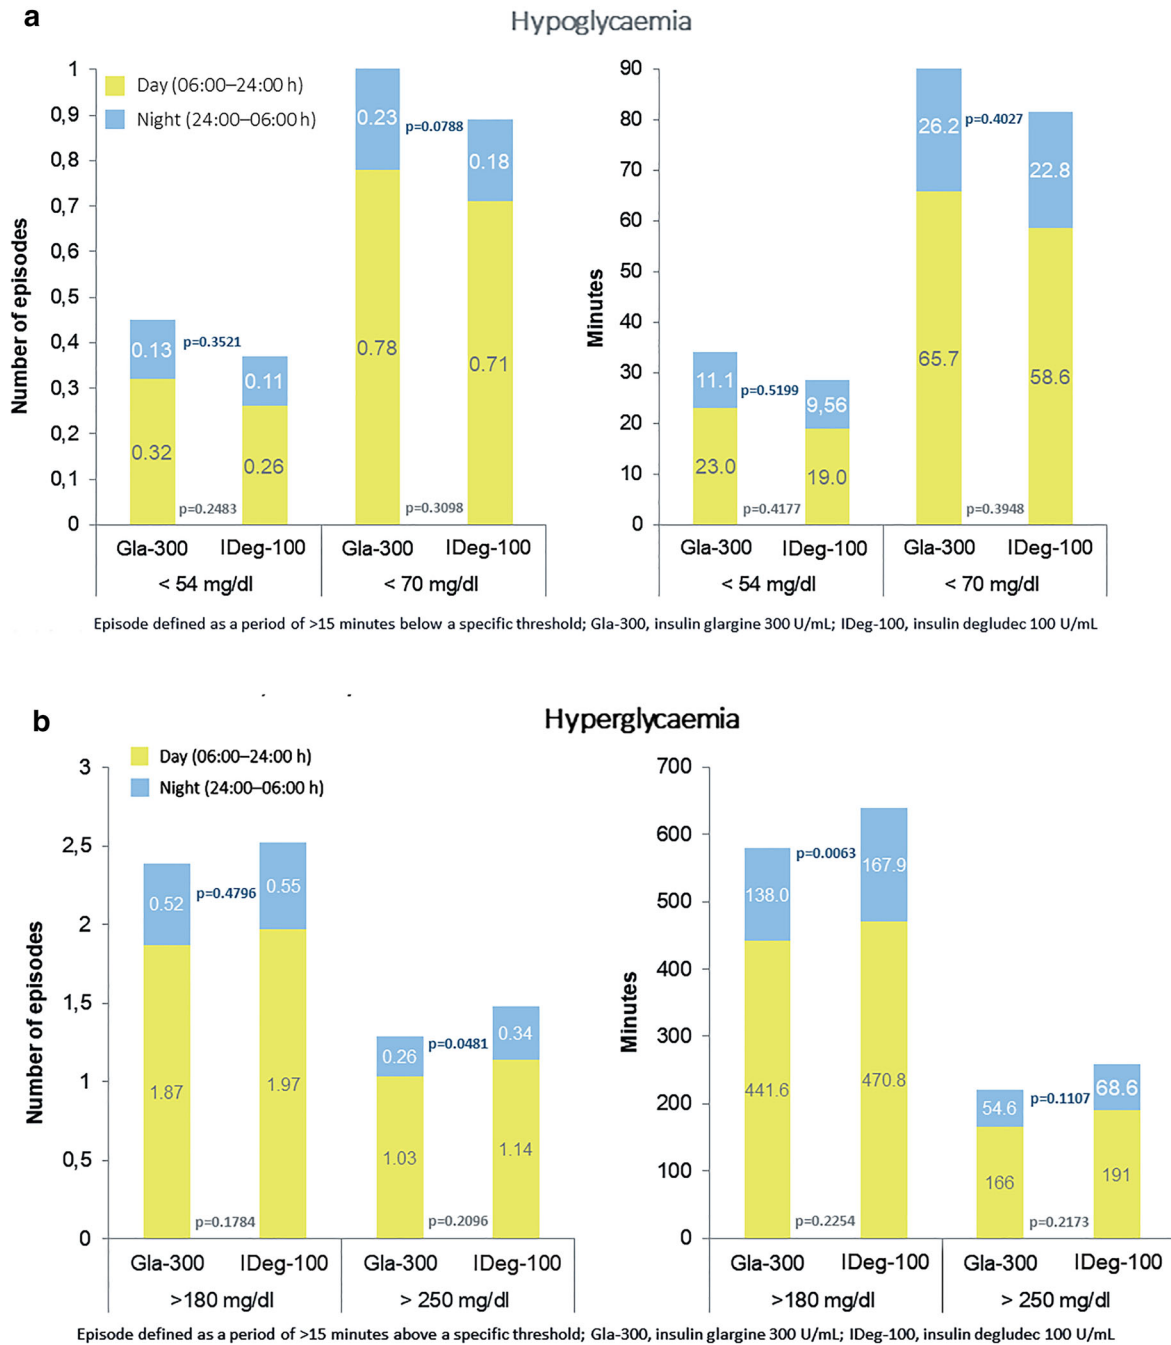 a
Hypoglycaemia
Day (06:00–24:00 h)
Night (24:00–06:00 h)
Number of episodes
1
0,9
0,8
0,7
0,6
0,5
0,4
0,3
0,2
0,1
0
0.13
0.32
p=0.3521
p=0.2483
0.11
0.26
0.23
0.78
p=0.0788
p=0.3098
0.18
0.71
Gla-300 IDeg-100 Gla-300 IDeg-100
< 54 mg/dl < 70 mg/dl
Minutes
90
80
70
60
50
40
30
20
10
0
11.1
23.0
p=0.5199
p=0.4177
9,56
19.0
26.2
65.7
p=0.4027
p=0.3948
22.8
58.6
Gla-300 IDeg-100 Gla-300 IDeg-100
< 54 mg/dl < 70 mg/dl
Episode defined as a period of >15 minutes below a specific threshold; Gla-300, insulin glargine 300 U/mL; IDeg-100, insulin degludec 100 U/mL
b
Hyperglycaemia
Day (06:00–24:00 h)
Night (24:00–06:00 h)
Number of episodes
3
2,5
2
1,5
1
0,5
0
0.52
1.87
p=0.4796
p=0.1784
0.55
1.97
0.26
1.03
p=0.0481
p=0.2096
0.34
1.14
Gla-300 IDeg-100 Gla-300 IDeg-100
>180 mg/dl > 250 mg/dl
Minutes
700
600
500
400
300
200
100
0
138.0
441.6
p=0.0063
p=0.2254
167.9
470.8
54.6
166
p=0.1107
p=0.2173
68.6
191
Gla-300 IDeg-100 Gla-300 IDeg-100
>180 mg/dl > 250 mg/dl
Episode defined as a period of >15 minutes above a specific threshold; Gla-300, insulin glargine 300 U/mL; IDeg-100, insulin degludec 100 U/mL